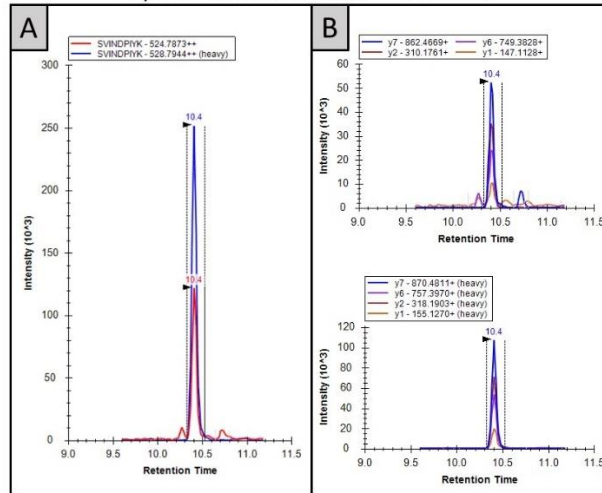 A
SVINDPIYK - 524.7873++
SVINDPIYK - 528.7944++ (heavy)
300
250
200
150
100
50
0
10.4
10.4
Intensity (10^3)
9.0 9.5 10.0 10.5 11.0 11.5
Retention Time
B
y7 - 862.4669+ y6 - 749.3828+
y2 - 310.1761+ y1 - 147.1128+
60
50
40
30
20
10
0
10.4
Intensity (10^3)
9.0 9.5 10.0 10.5 11.0 11.5
Retention Time
y7 - 870.4811+ (heavy)
y6 - 757.3970+ (heavy)
y2 - 318.1903+ (heavy)
y1 - 155.1270+ (heavy)
120
100
80
60
40
20
0
10.4
Intensity (10^3)
9.0 9.5 10.0 10.5 11.0 11.5
Retention Time